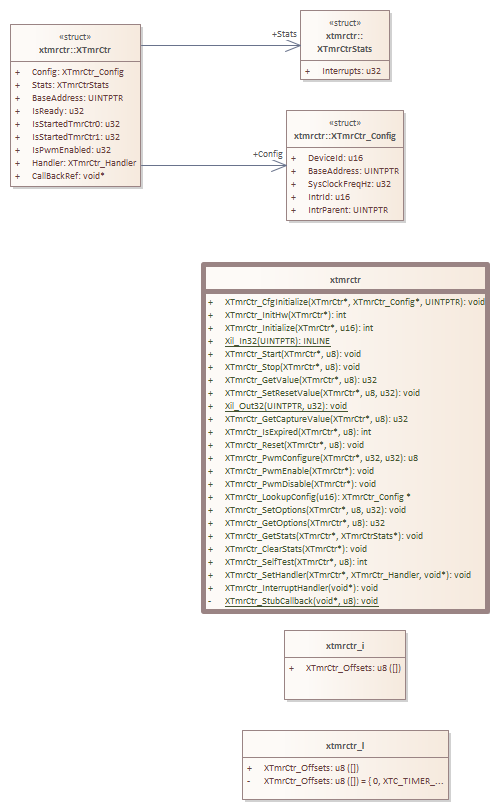 «struct»
xtmrctr::XTmrCtr
+ Config: XTmrCtr_Config
+ Stats: XTmrCtrStats
+ BaseAddress: UINTPTR
+ IsReady: u32
+ IsStartedTmrCtr0: u32
+ IsStartedTmrCtr1: u32
+ IsPwmEnabled: u32
+ Handler: XTmrCtr_Handler
+ CallBackRef: void*
+Stats
«struct»
xtmrctr::
XTmrCtrStats
+ Interrupts: u32
+Config
«struct»
xtmrctr::XTmrCtr_Config
+ DeviceId: u16
+ BaseAddress: UINTPTR
+ SysClockFreqHz: u32
+ IntrId: u16
+ IntrParent: UINTPTR
xtmrctr
+ XTmrCtr_CfgInitialize(XTmrCtr*, XTmrCtr_Config*, UINTPTR): void
+ XTmrCtr_InitHw(XTmrCtr*): int
+ XTmrCtr_Initialize(XTmrCtr*, u16): int
+ Xil_In32(UINTPTR): INLINE
+ XTmrCtr_Start(XTmrCtr*, u8): void
+ XTmrCtr_Stop(XTmrCtr*, u8): void
+ XTmrCtr_GetValue(XTmrCtr*, u8): u32
+ XTmrCtr_SetResetValue(XTmrCtr*, u8, u32): void
+ Xil_Out32(UINTPTR, u32): void
+ XTmrCtr_GetCaptureValue(XTmrCtr*, u8): u32
+ XTmrCtr_IsExpired(XTmrCtr*, u8): int
+ XTmrCtr_Reset(XTmrCtr*, u8): void
+ XTmrCtr_PwmConfigure(XTmrCtr*, u32, u32): u8
+ XTmrCtr_PwmEnable(XTmrCtr*): void
+ XTmrCtr_PwmDisable(XTmrCtr*): void
+ XTmrCtr_LookupConfig(u16): XTmrCtr_Config *
+ XTmrCtr_SetOptions(XTmrCtr*, u8, u32): void
+ XTmrCtr_GetOptions(XTmrCtr*, u8): u32
+ XTmrCtr_GetStats(XTmrCtr*, XTmrCtrStats*): void
+ XTmrCtr_ClearStats(XTmrCtr*): void
+ XTmrCtr_SelfTest(XTmrCtr*, u8): int
+ XTmrCtr_SetHandler(XTmrCtr*, XTmrCtr_Handler, void*): void
+ XTmrCtr_InterruptHandler(void*): void
- XTmrCtr_StubCallback(void*, u8): void
xtmrctr_i
+ XTmrCtr_Offsets: u8 ([])
xtmrctr_l
+ XTmrCtr_Offsets: u8 ([])
- XTmrCtr_Offsets: u8 ([]) = { 0, XTC_TIMER_...